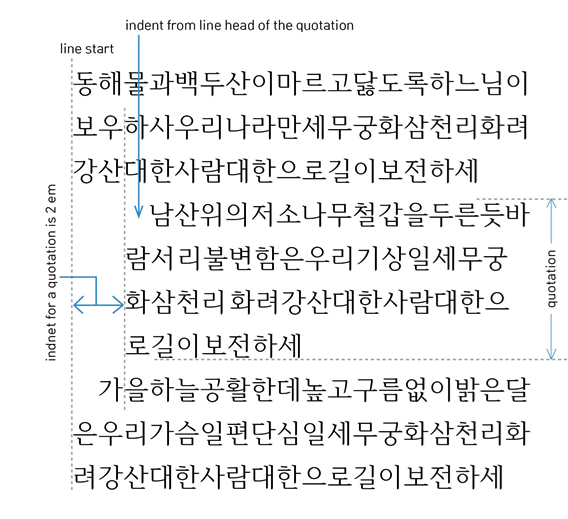 indent from line head of the quotation
line start
동해물과백두산이마르고닳도록하느님이
보우하사우리나라만세무궁화삼천리화려
강산대한사람대한으로길이보전하세
남산위의저소나무철갑을두른듯바
람서리불변함은우리기상일세무궁
화삼천리화려강산대한사람대한으
로길이보전하세
가을하늘공활한데높고구름없이밝은달
은우리가슴일편단심일세무궁화삼천리화
려강산대한사람대한으로길이보전하세
indnet for a quotation is 2 em
quotation